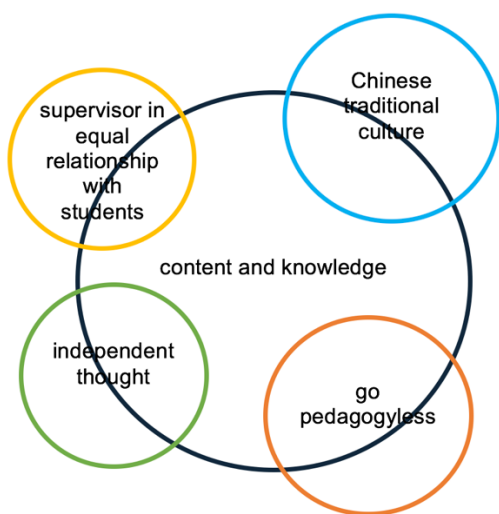 supervisor in
equal
relationship
with
students
Chinese
traditional
culture
content and knowledge
independent
thought
go
pedagogyless